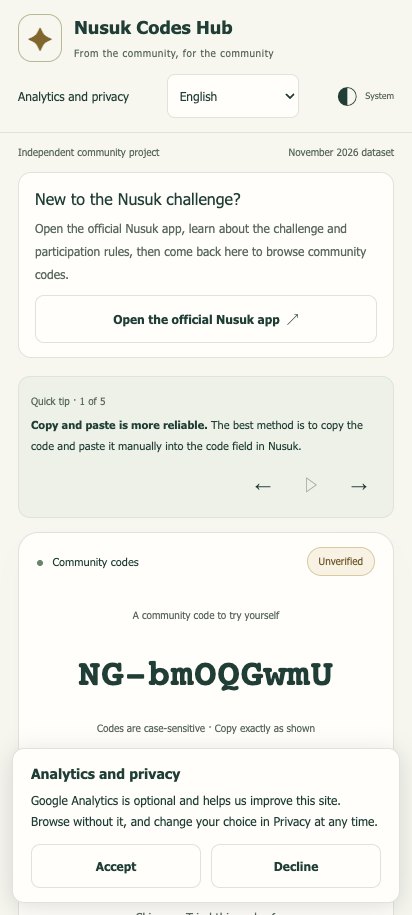 Nusuk Codes Hub
From the community, for the community
Analytics and privacy
English
System
Independent community project
November 2026 dataset
New to the Nusuk challenge?
Open the official Nusuk app, learn about the challenge and
participation rules, then come back here to browse community
codes.
Open the official Nusuk app ↗
Quick tip · 1 of 5
Copy and paste is more reliable. The best method is to copy the
code and paste it manually into the code field in Nusuk.
← ▷ →
Community codes
Unverified
A community code to try yourself
NG-bmOQGwmU
Codes are case-sensitive · Copy exactly as shown
Analytics and privacy
Google Analytics is optional and helps us improve this site.
Browse without it, and change your choice in Privacy at any time.
Accept
Decline